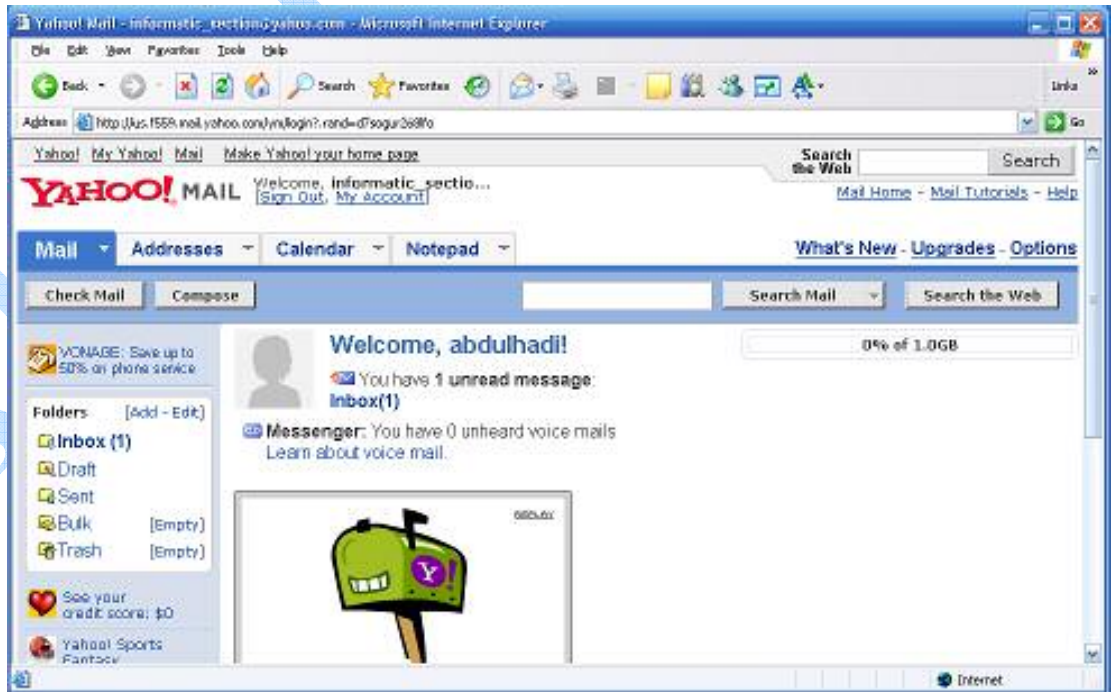 Yahoo! Mail - informatic_section@yahoo.com - Microsoft Internet Explorer
File Edit View Favorites Tools Help
Back Search Favorites Links
Address Go
Yahoo! My Yahoo! Mail Make Yahoo! your home page
Search the Web Search
YAHOO! MAIL Welcome, informatic_sectio...
[Sign Out, My Account]
Mail Home - Mail Tutorials - Help
Mail Addresses Calendar Notepad
What's New - Upgrades - Options
Check Mail Compose Search Mail Search the Web
VONAGE: Save up to
50% on phone service
Welcome, abdulhadi!
0% of 1.0GB
You have 1 unread message:
Inbox(1)
Messenger: You have 0 unheard voice mails
Learn about voice mail.
Folders [Add - Edit]
Inbox (1)
Draft
Sent
Bulk [Empty]
Trash [Empty]
See your
credit score: $0
Yahoo! Sports
Fantasy
Y!
Internet